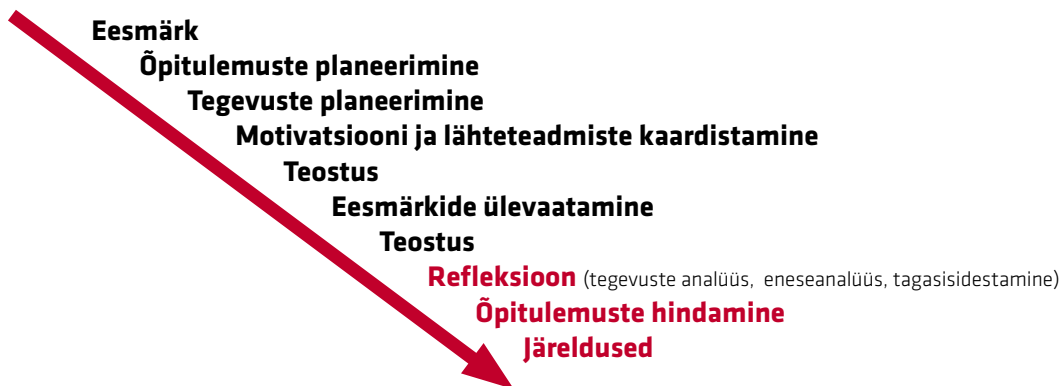 Eesmärk
Õpitulemuste planeerimine
Tegevuste planeerimine
Motivatsiooni ja lähteteadmiste kaardistamine
Teostus
Eesmärkide ülevaatamine
Teostus
Refleksioon (tegevuste analüüs, eneseanalüüs, tagasisidestamine)
Õpitulemuste hindamine
Järeldused